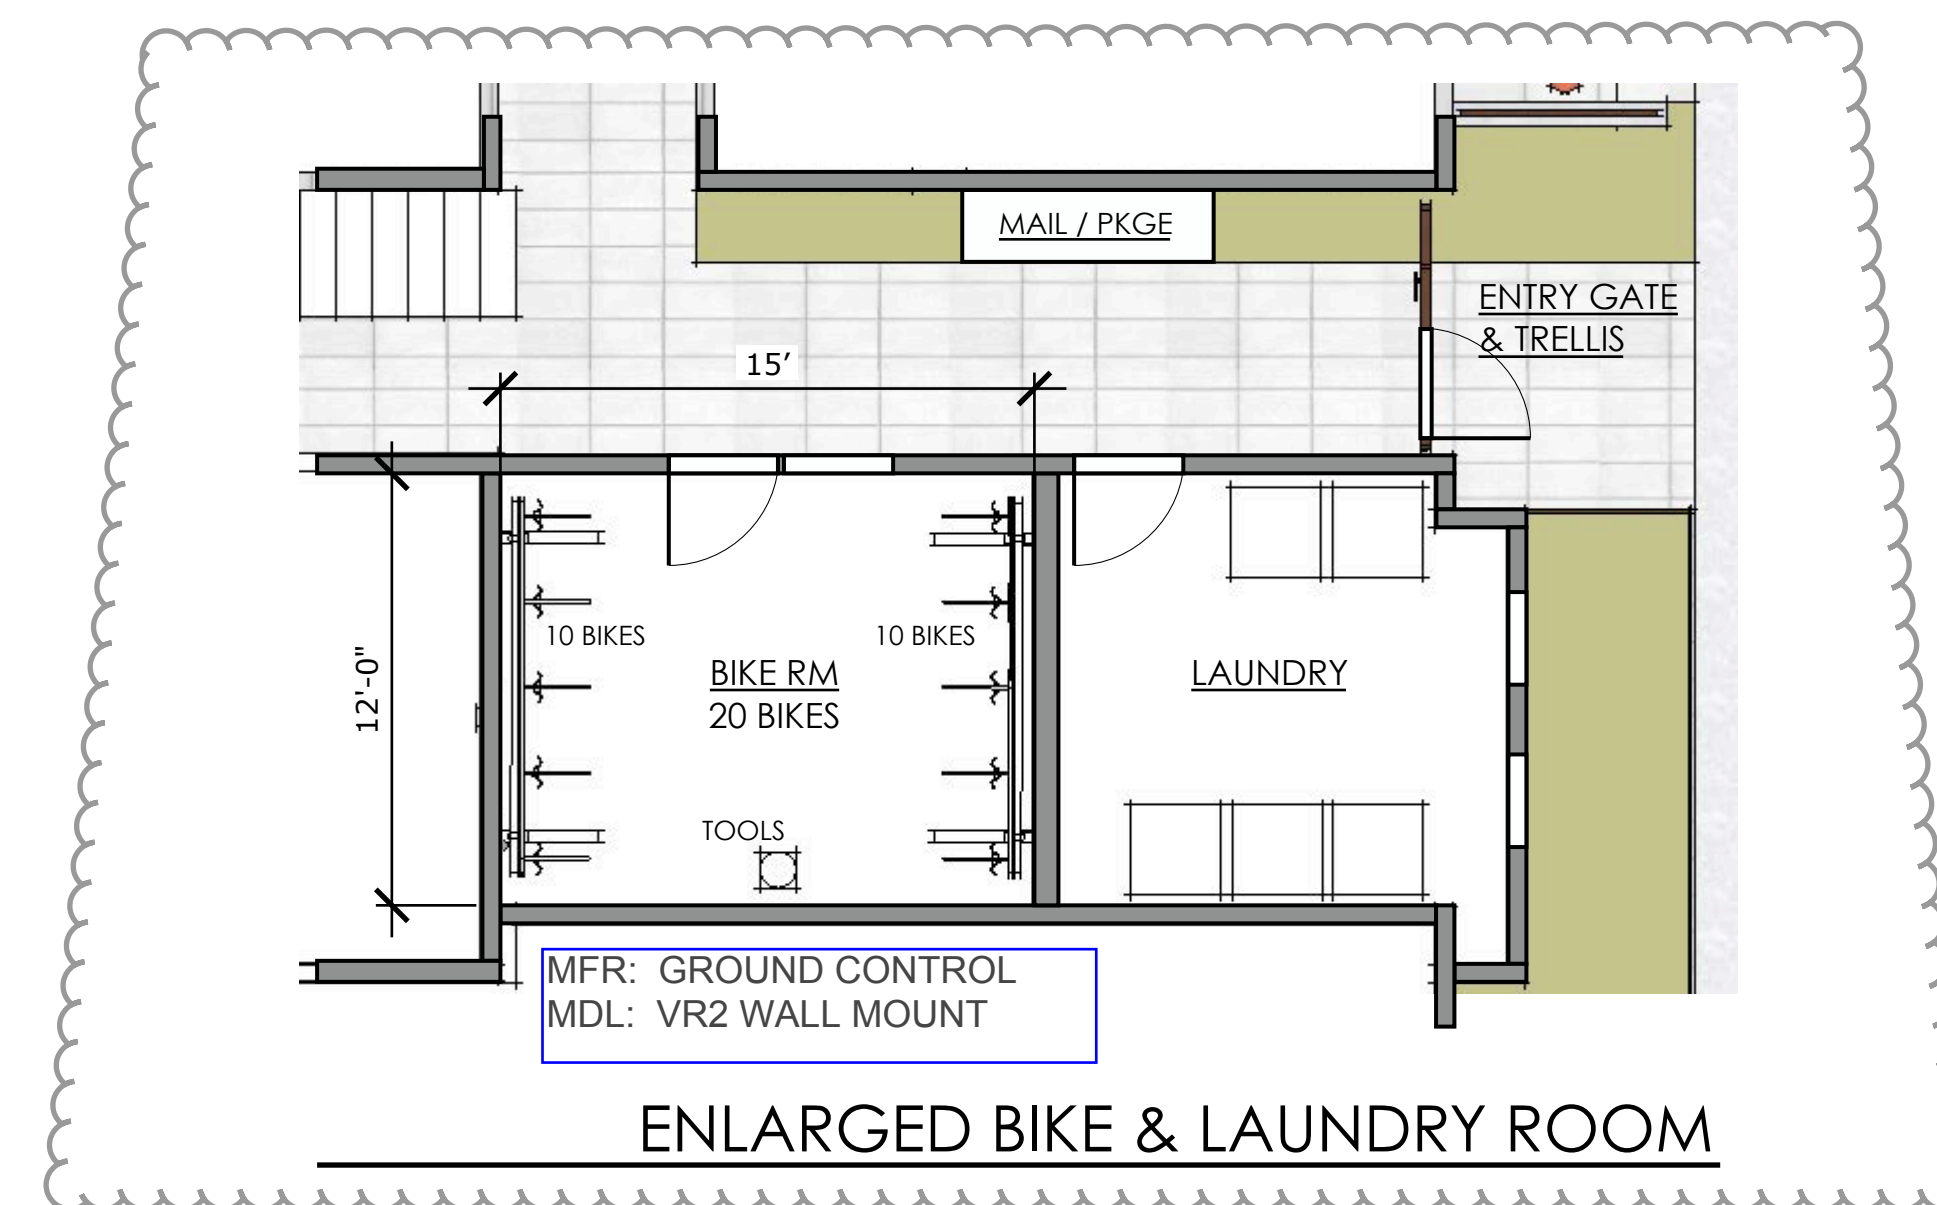 MAIL / PKGE
ENTRY GATE
& TRELLIS
15’
12'-0"
10 BIKES
10 BIKES
BIKE RM
20 BIKES
LAUNDRY
TOOLS
MFR: GROUND CONTROL
MDL: VR2 WALL MOUNT
ENLARGED BIKE & LAUNDRY ROOM